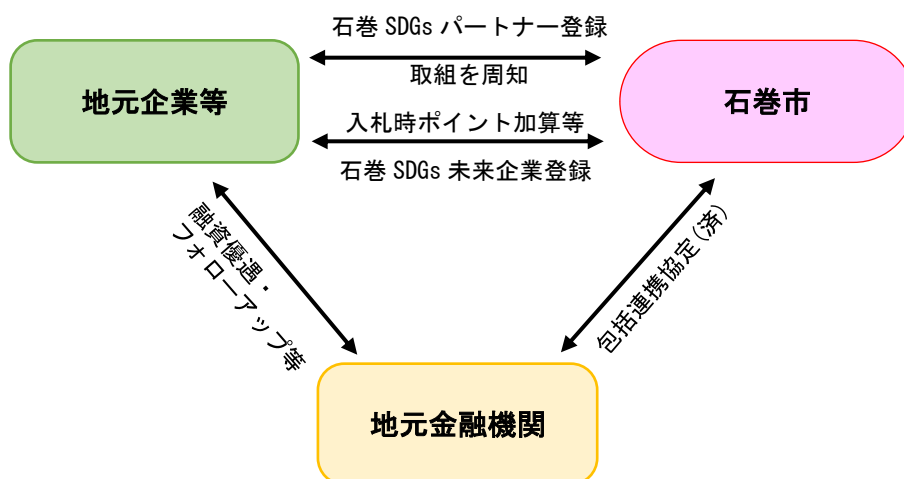 石巻 SDGs パートナー登録
地元企業等
取組を周知
石巻市
入札時ポイント加算等
石巻 SDGs 未来企業登録
融資優遇・
フォローアップ等
包括連携協定(済)
地元金融機関